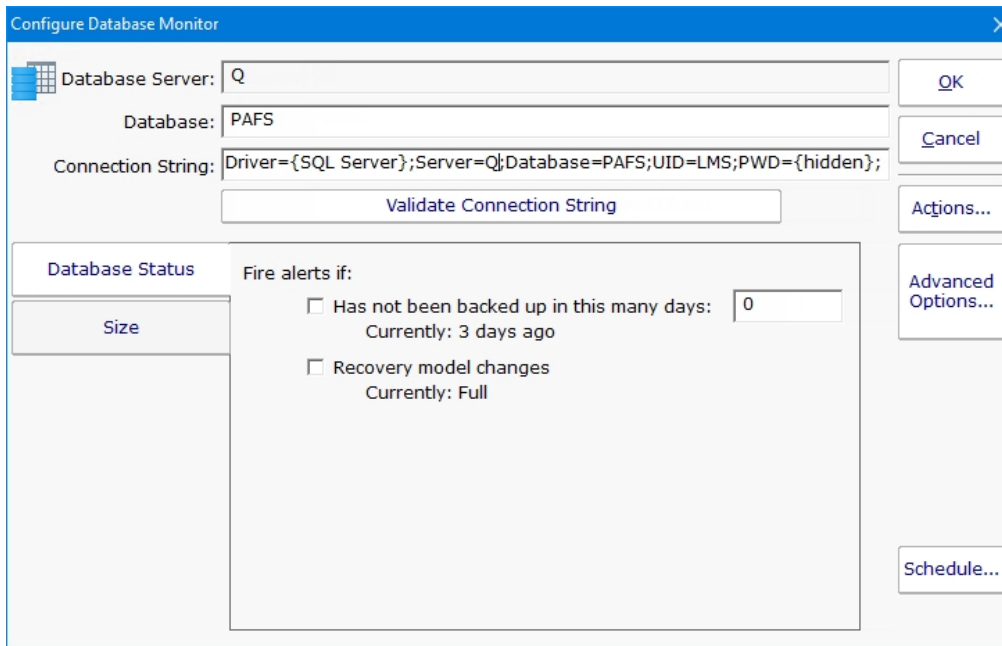 Configure Database Monitor
Database Server: Q
OK
Database: PAFS
Cancel
Connection String: Driver={SQL Server};Server=Q;Database=PAFS;UID=LMS;PWD={hidden};
Validate Connection String
Actions...
Database Status
Size
Fire alerts if:
Has not been backed up in this many days: 0
Currently: 3 days ago
Recovery model changes
Currently: Full
Advanced
Options...
Schedule...